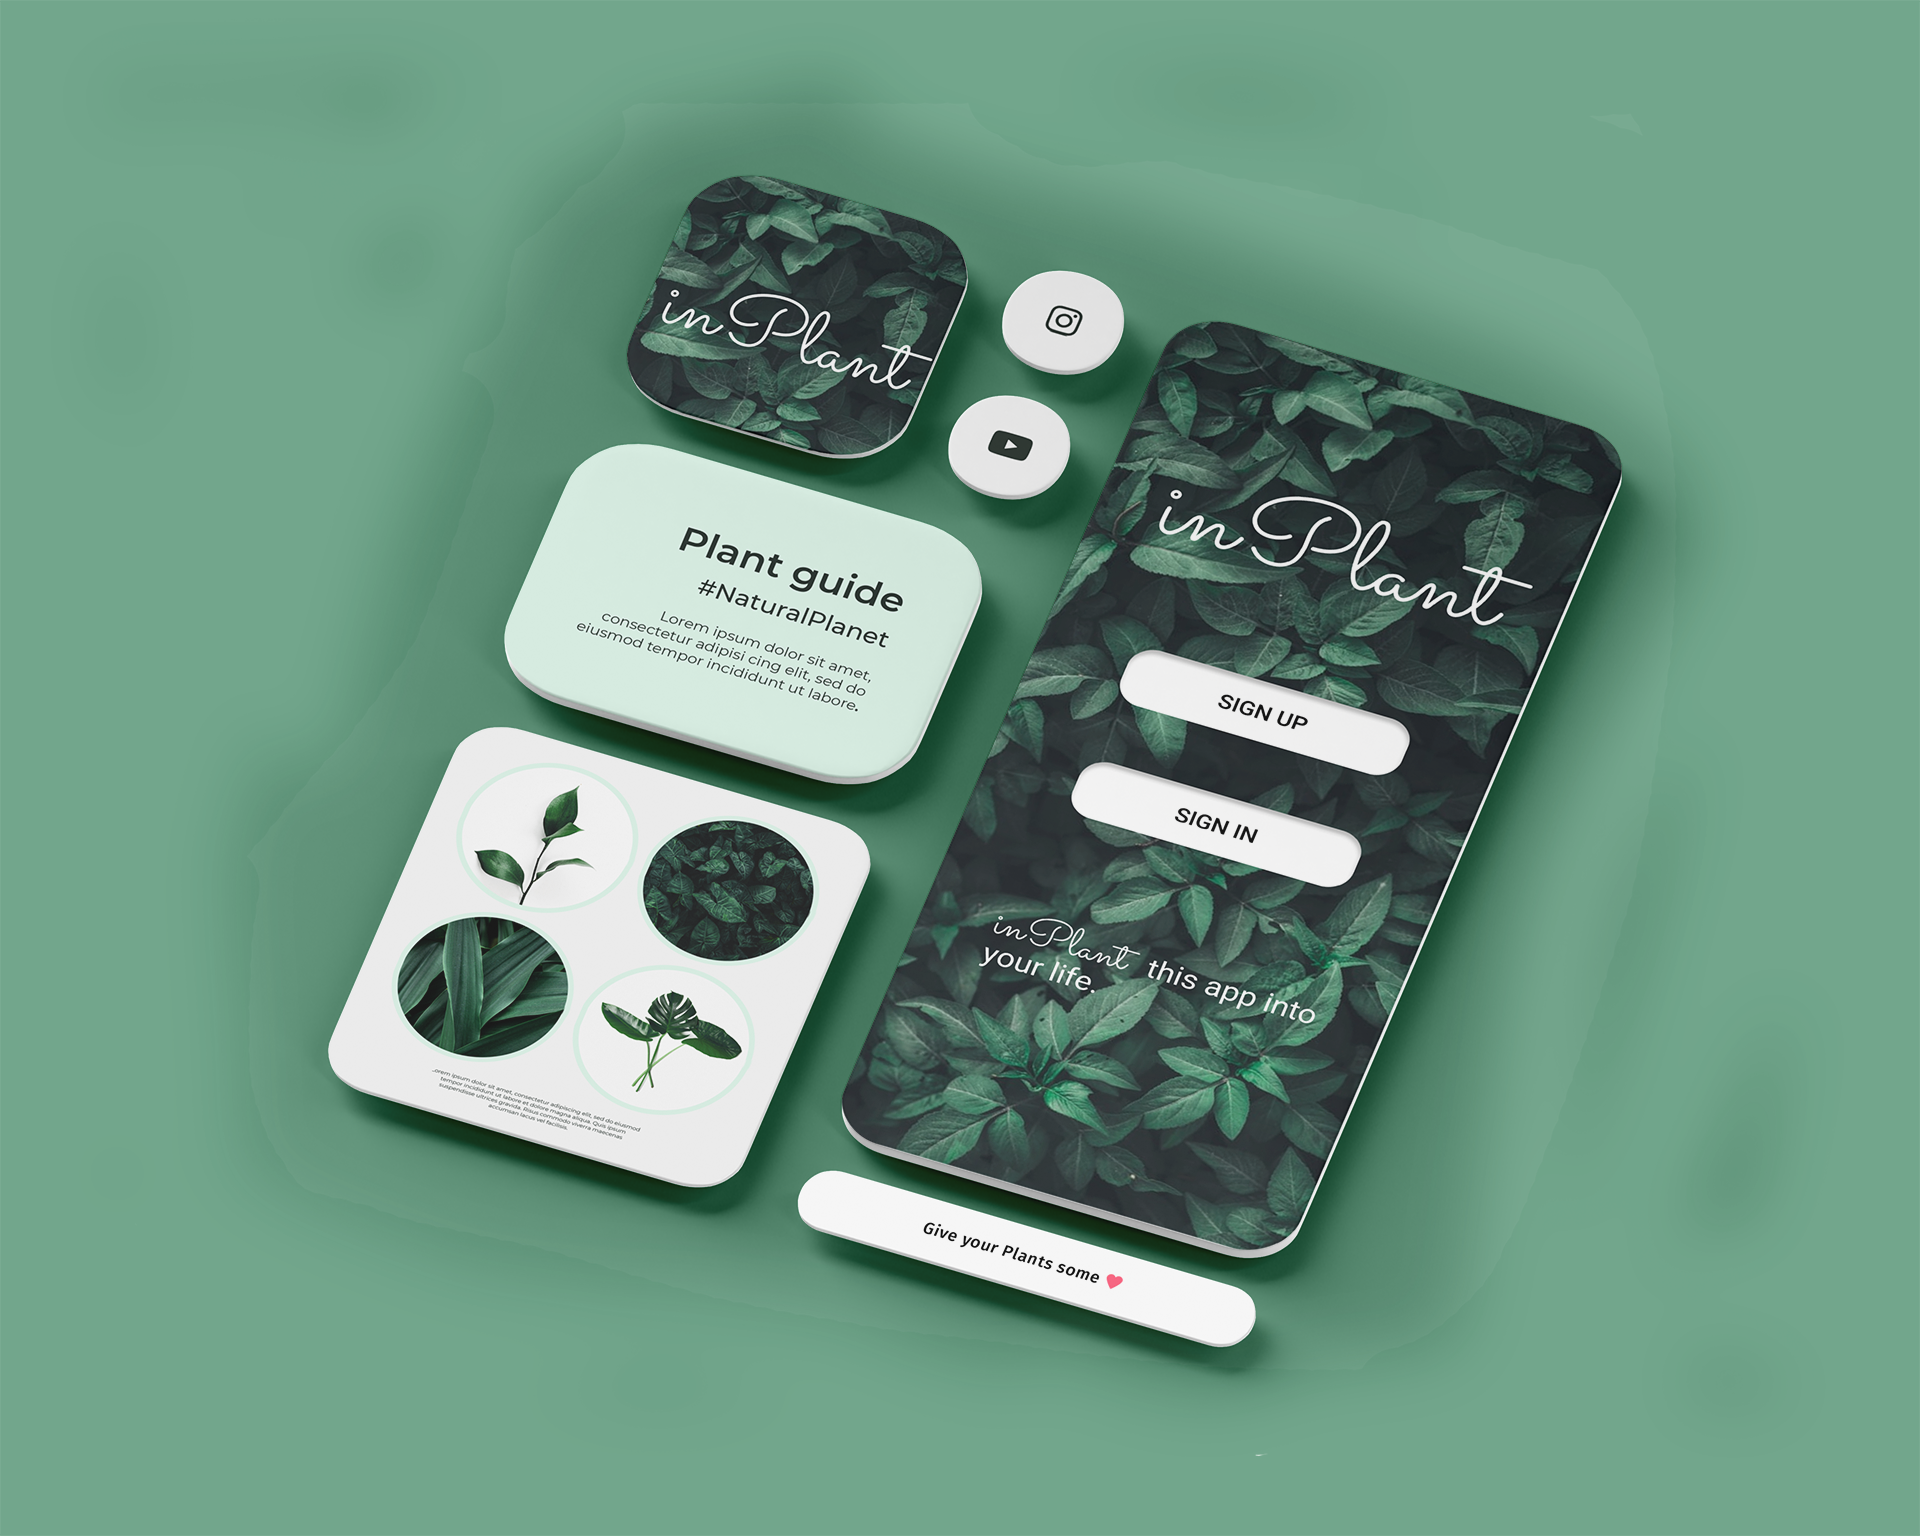 inPlant
Plant guide
#NaturalPlanet
Lorem ipsum dolor sit amet,
consectetur adipisi cing elit, sed do
eiusmod tempor incididunt ut labore.
.orem ipsum dolor sit amet, consectetur adipiscing elit, sed do eiusmod
tempor incididunt ut labore et dolore magna aliqua. Quis ipsum
suspendisse ultrices gravida. Risus commodo viverra maecenas
accumsan lacus vel facilisis.
inPlant
SIGN UP
SIGN IN
inPlant this app into
your life.
Give your Plants some ❤